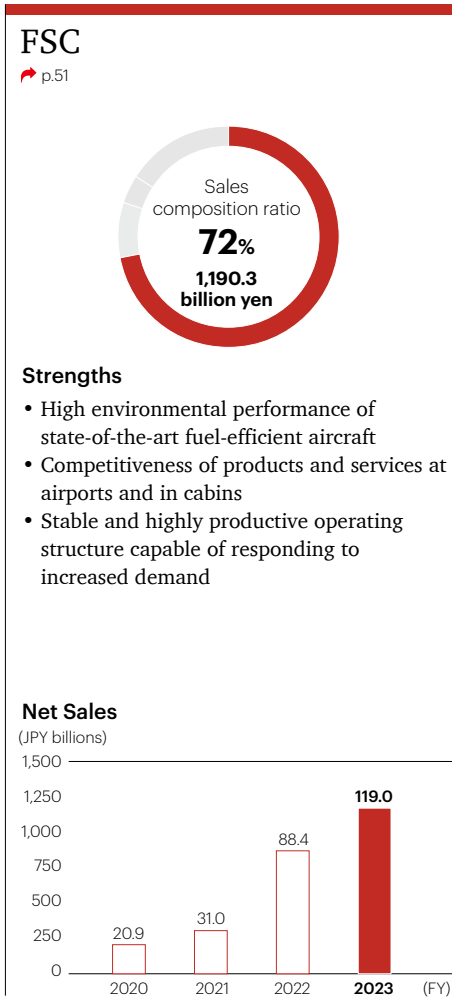 FSC
p.51
Sales
composition ratio
72%
1,190.3
billion yen
Strengths
• High environmental performance of
state-of-the-art fuel-efficient aircraft
• Competitiveness of products and services at
airports and in cabins
• Stable and highly productive operating
structure capable of responding to
increased demand
Net Sales
(JPY billions)
1,500
1,250
1,000
750
500
250
0
20.9
31.0
88.4
119.0
2020
2021
2022
2023
(FY)